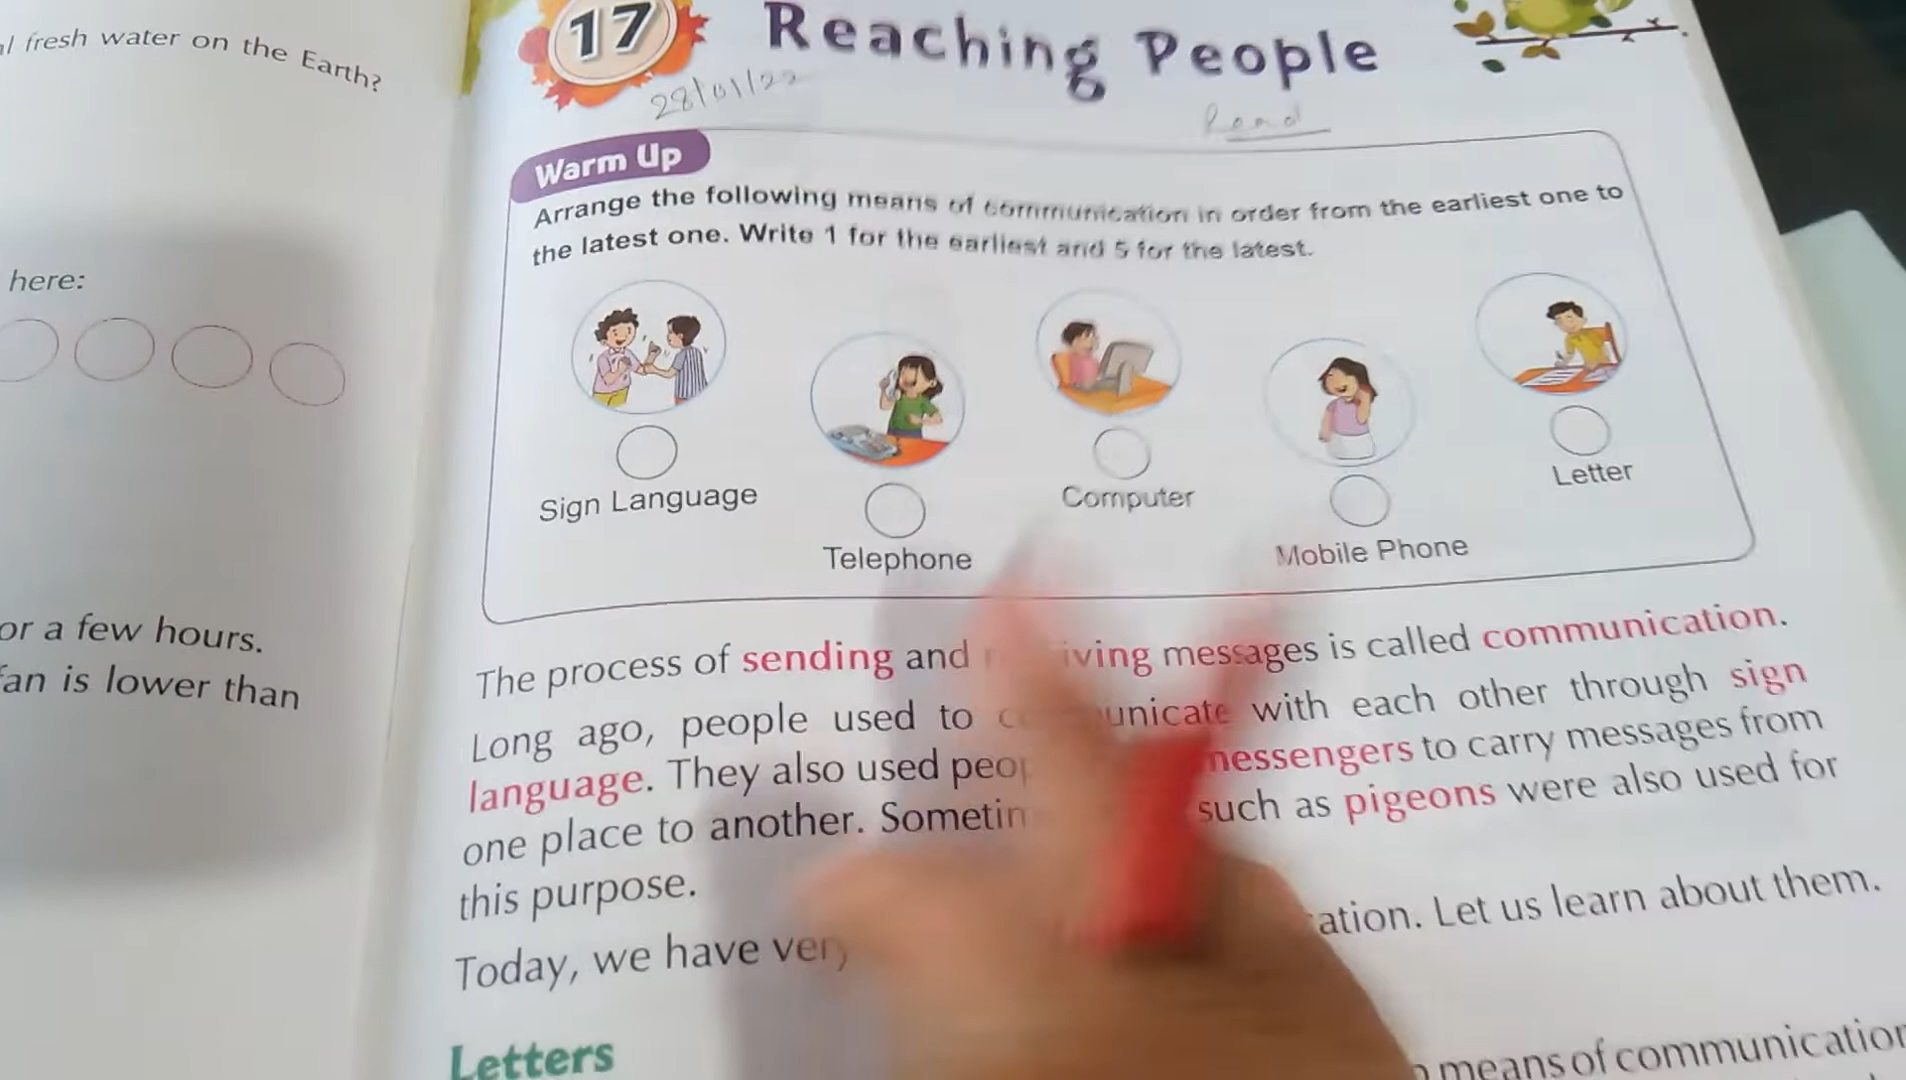 l fresh water on the Earth?
here:
or a few hours.
fan is lower than
17 Reaching People
28/01/22
Read
Warm Up
Arrange the following means of communication in order from the earliest one to
the latest one. Write 1 for the earliest and 5 for the latest.
Sign Language
Telephone
Computer
Mobile Phone
Letter
The process of sending and iving messages is called communication.
Long ago, people used to unicate with each other through sign
language. They also used messengers to carry messages from
one place to another. such as pigeons were also used for
this purpose.
Today, we have very ation. Let us learn about them.
Letters
means of communication